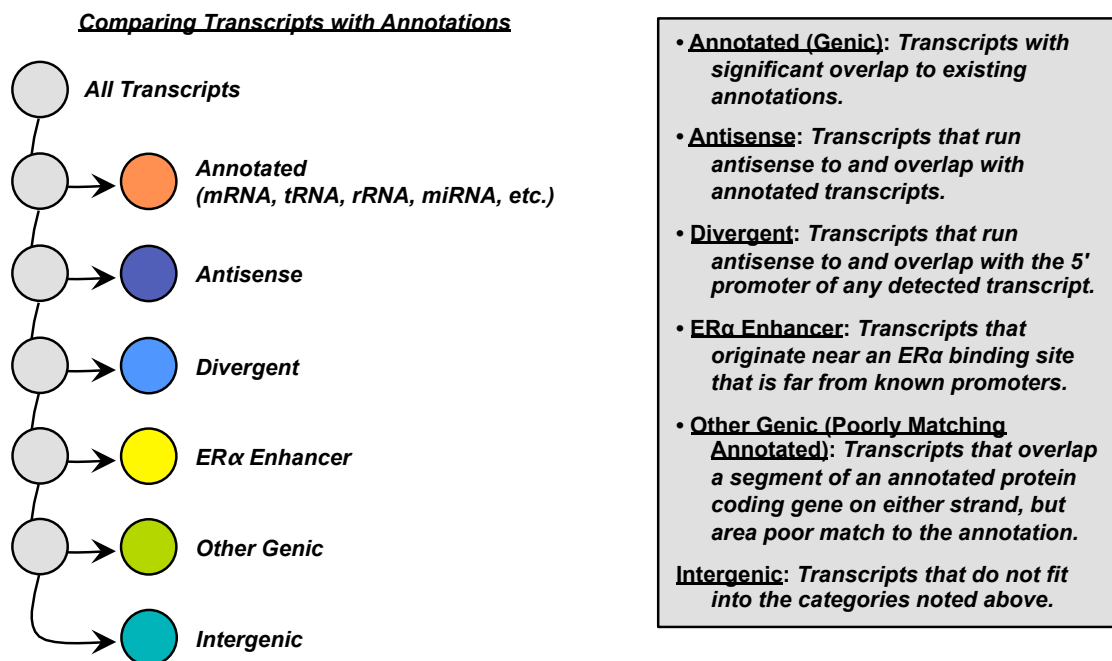 Comparing Transcripts with Annotations
All Transcripts
Annotated
(mRNA, tRNA, rRNA, miRNA, etc.)
Antisense
Divergent
ERα Enhancer
Other Genic
Intergenic
• Annotated (Genic): Transcripts with
significant overlap to existing
annotations.
• Antisense: Transcripts that run
antisense to and overlap with
annotated transcripts.
• Divergent: Transcripts that run
antisense to and overlap with the 5'
promoter of any detected transcript.
• ERα Enhancer: Transcripts that
originate near an ERα binding site
that is far from known promoters.
• Other Genic (Poorly Matching
Annotated): Transcripts that overlap
a segment of an annotated protein
coding gene on either strand, but
area poor match to the annotation.
Intergenic: Transcripts that do not fit
into the categories noted above.